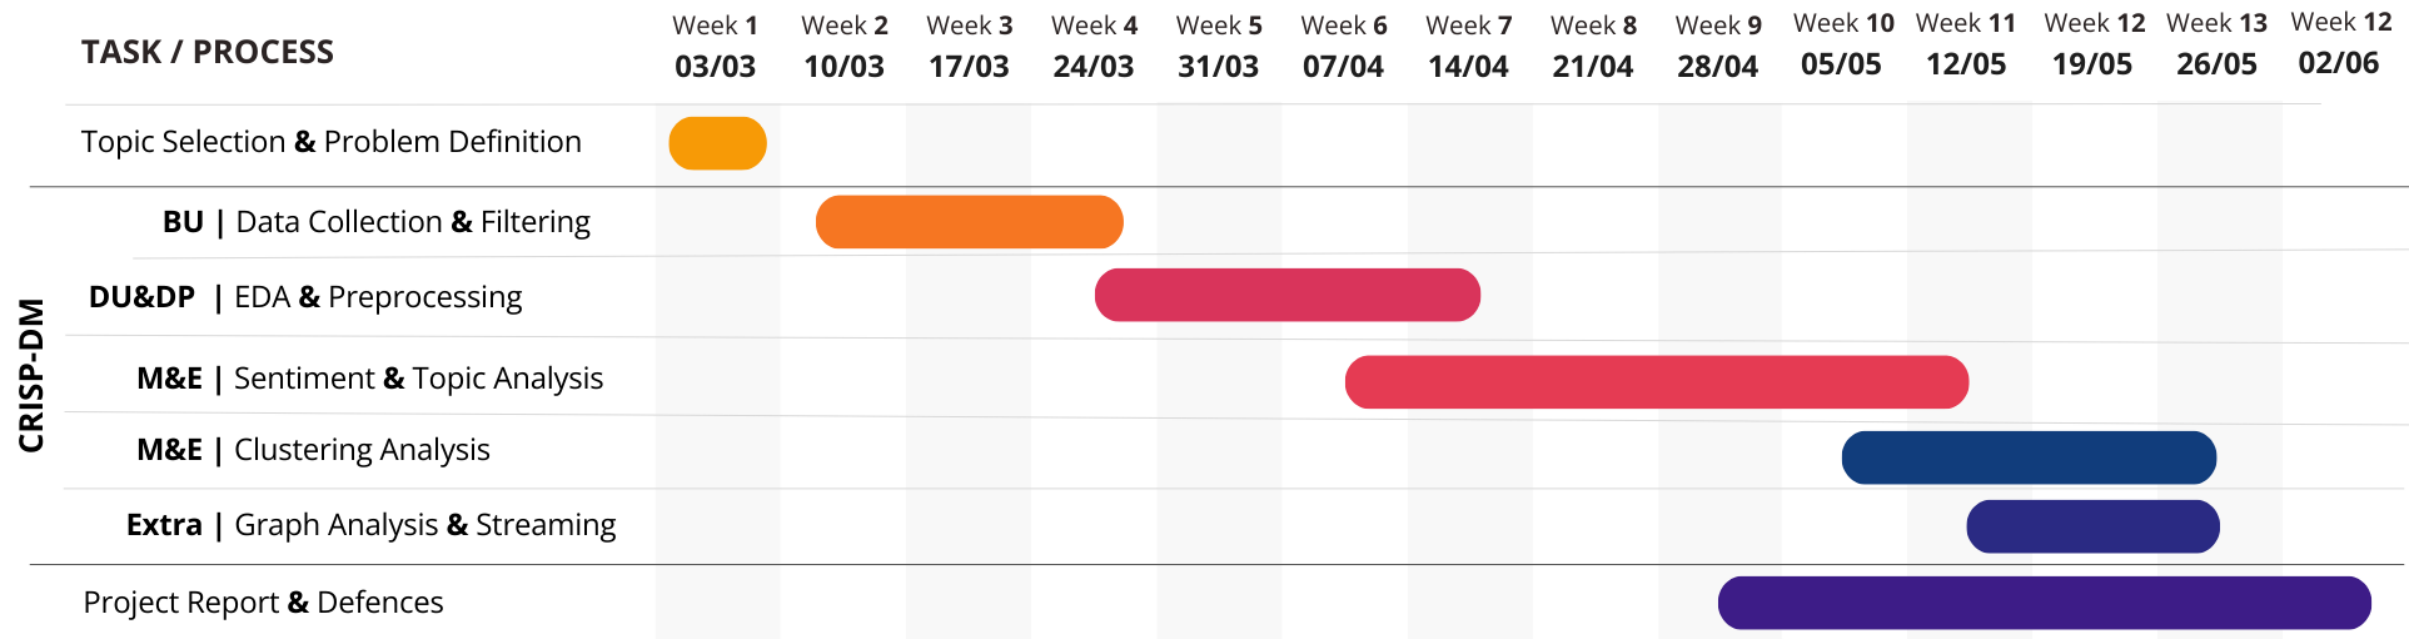 Week 1 Week 2 Week 3 Week 4 Week 5 Week 6 Week 7 Week 8 Week 9 Week 10 Week 11 Week 12 Week 13 Week 12
TASK / PROCESS
03/03 10/03 17/03 24/03 31/03 07/04 14/04 21/04 28/04 05/05 12/05 19/05 26/05 02/06
Topic Selection & Problem Definition
CRISP-DM
BU | Data Collection & Filtering
DU&DP | EDA & Preprocessing
M&E | Sentiment & Topic Analysis
M&E | Clustering Analysis
Extra | Graph Analysis & Streaming
Project Report & Defences